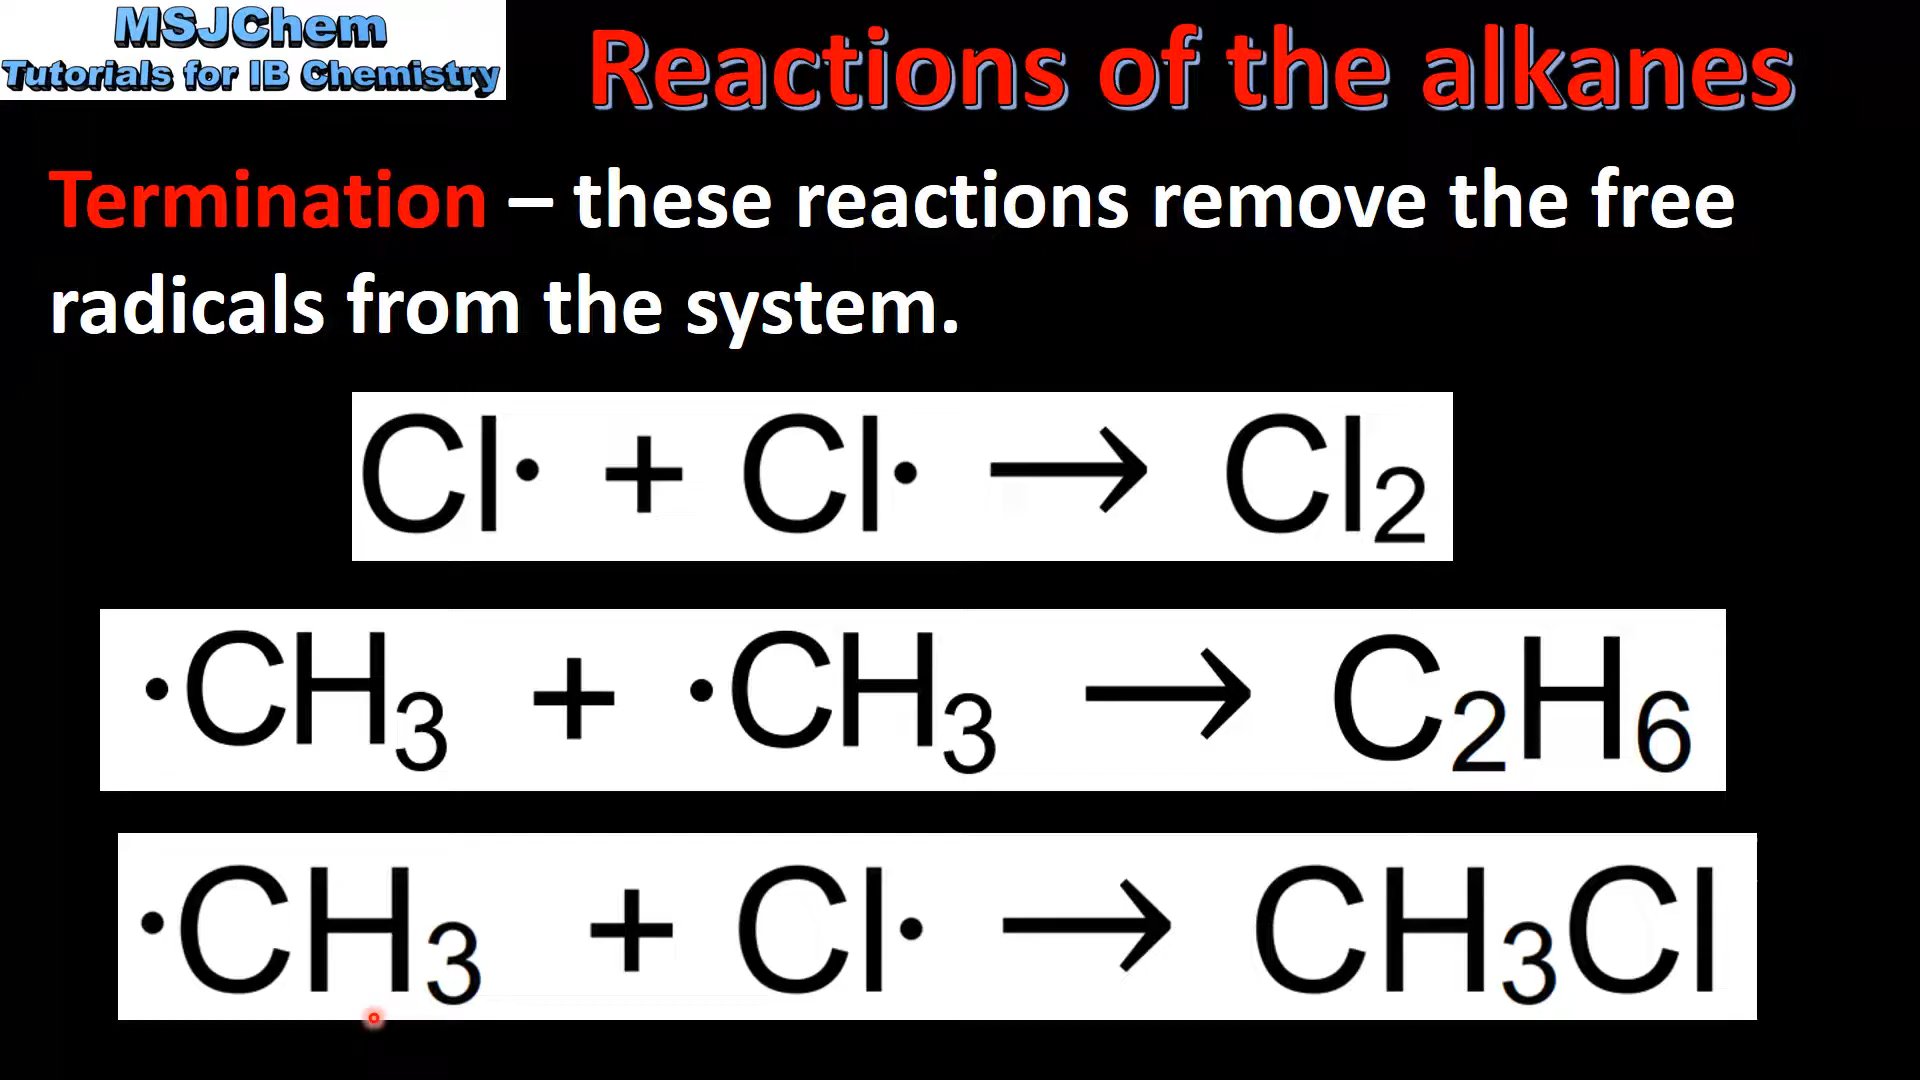 MSJChem
Tutorials for IB Chemistry
Reactions of the alkanes
Termination – these reactions remove the free
radicals from the system.
Cl· + Cl· → Cl₂
·CH₃ + ·CH₃ → C₂H₆
·CH₃ + Cl· → CH₃Cl